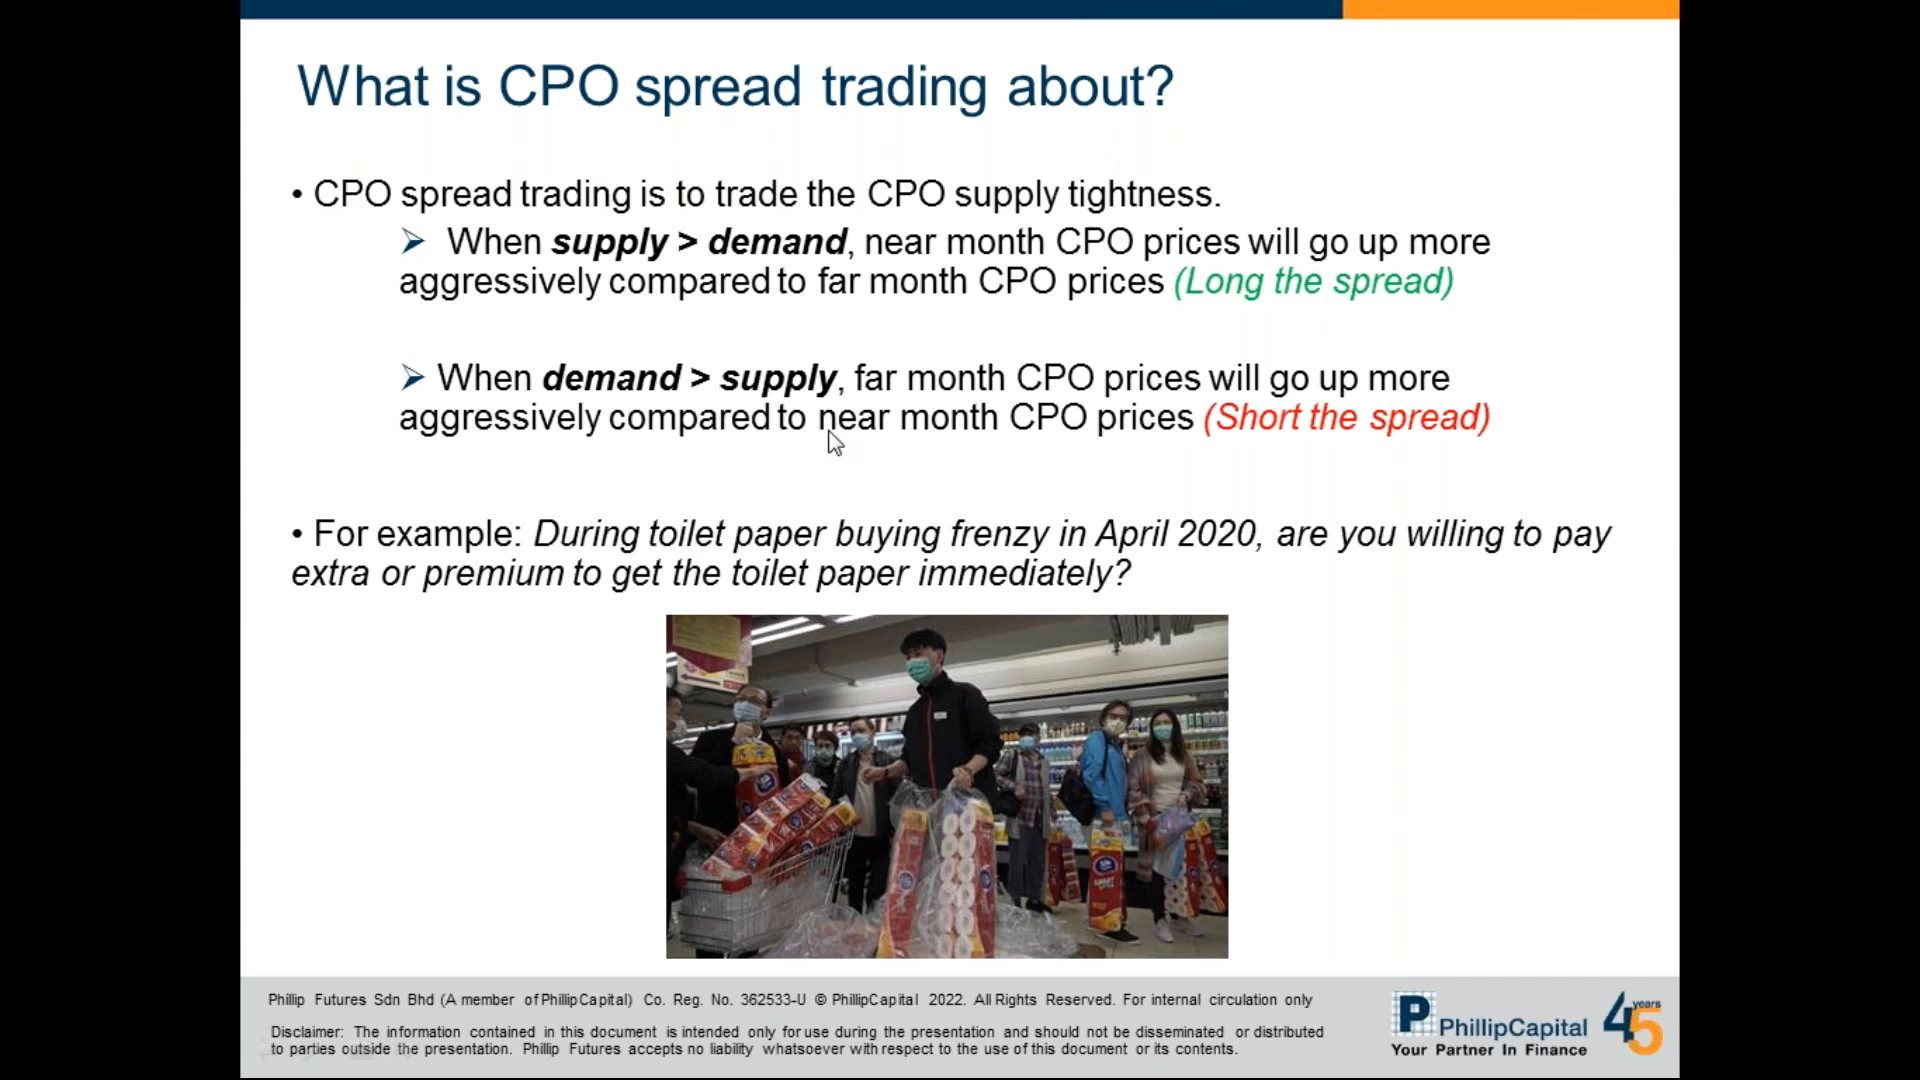 What is CPO spread trading about?
• CPO spread trading is to trade the CPO supply tightness.
➢ When supply > demand, near month CPO prices will go up more
aggressively compared to far month CPO prices (Long the spread)
➢ When demand > supply, far month CPO prices will go up more
aggressively compared to near month CPO prices (Short the spread)
• For example: During toilet paper buying frenzy in April 2020, are you willing to pay
extra or premium to get the toilet paper immediately?
Phillip Futures Sdn Bhd (A member of PhillipCapital) Co. Reg. No. 362533-U © PhillipCapital 2022. All Rights Reserved. For internal circulation only
Disclaimer: The information contained in this document is intended only for use during the presentation and should not be disseminated or distributed
to parties outside the presentation. Phillip Futures accepts no liability whatsoever with respect to the use of this document or its contents.
P PhillipCapital
Your Partner In Finance
45 years